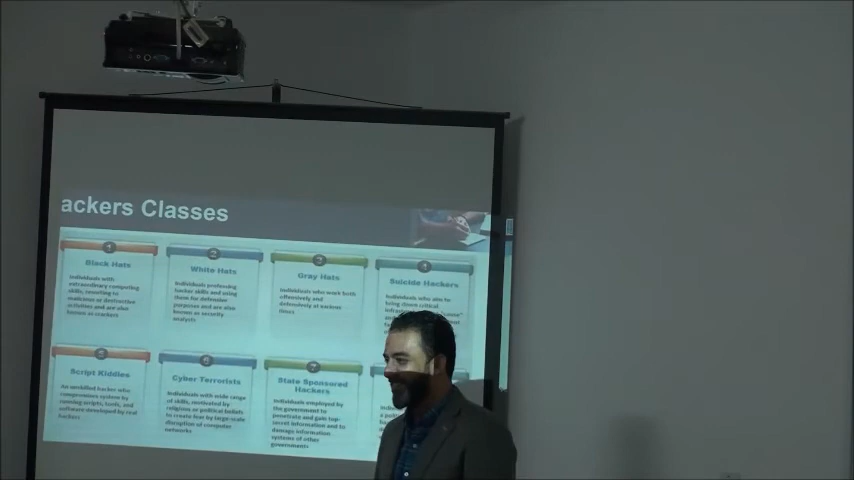 ackers Classes
1
Black Hats
Individuals with
extraordinary computing
skills, resorting to
malicious or destructive
activities and are also
known as crackers
2
White Hats
Individuals professing
hacker skills and using
them for defensive
purposes and are also
known as security
analysts
3
Gray Hats
Individuals who work both
offensively and
defensively at various
times
4
Suicide Hackers
Individuals who aim to
bring down critical
5
Script Kiddies
An unskilled hacker who
compromises system by
running scripts, tools, and
software developed by real
hackers
6
Cyber Terrorists
Individuals with wide range
of skills, motivated by
religious or political beliefs
to create fear by large-scale
disruption of computer
networks
7
State Sponsored
Hackers
Individuals employed by
the government to
penetrate and gain top-
secret information and to
damage information
systems of other
governments